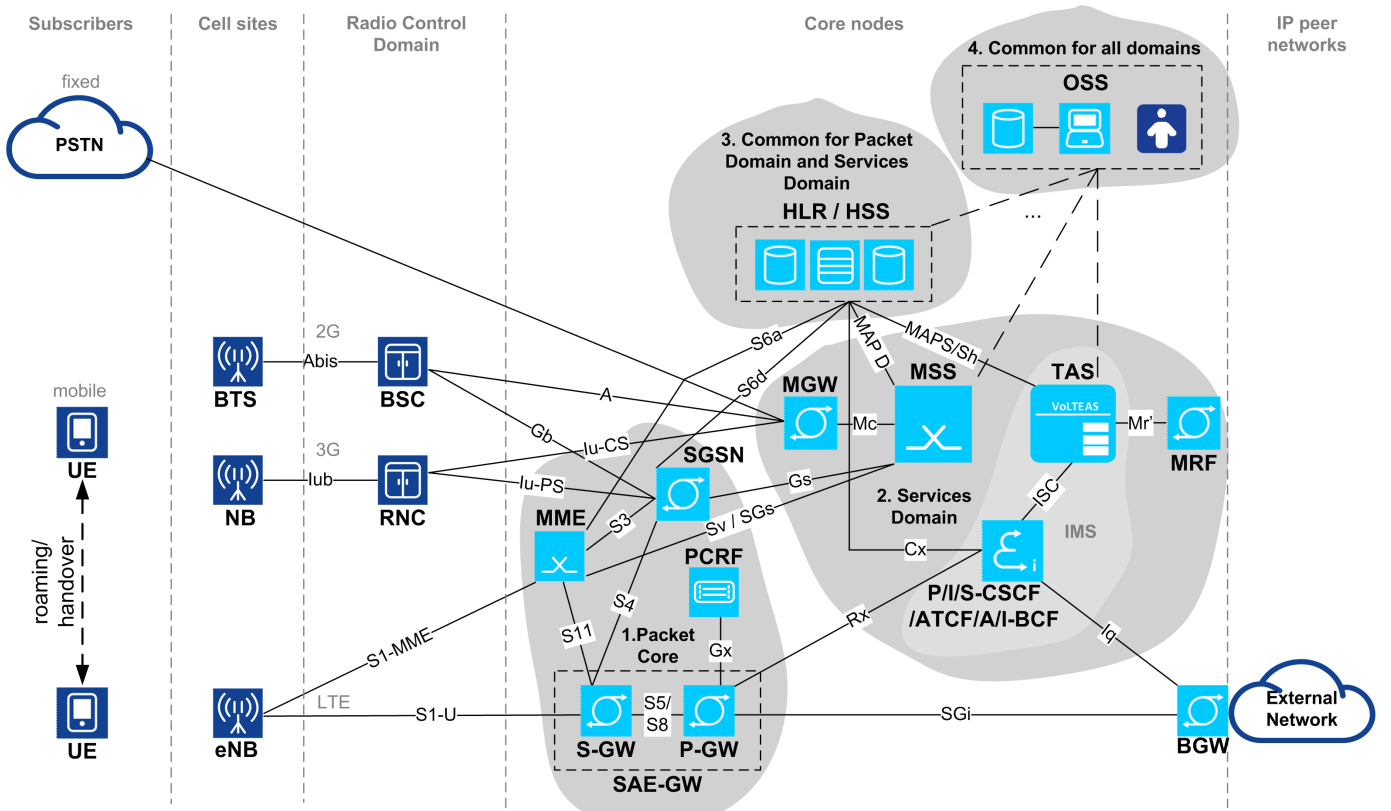 Subscribers
Cell sites
Radio Control
Domain
Core nodes
IP peer
networks
fixed
PSTN
4. Common for all domains
OSS
3. Common for Packet
Domain and Services
Domain
HLR / HSS
...
2G
Abis
BTS
BSC
A
Gb
S6a
S6d
MAP D
MAPS/Sh
MGW
MSS
TAS
VoLTEAS
Mc
Mr'
MRF
mobile
UE
3G
Iub
NB
RNC
Iu-CS
Iu-PS
SGSN
Gs
Sv / SGs
2. Services
Domain
ISC
IMS
MME
S3
Cx
P/I/S-CSCF
/ATCF/A/I-BCF
roaming/
handover
PCRF
S4
S11
1.Packet
Core
Gx
Rx
Iq
S1-MME
LTE
S1-U
UE
eNB
S5/
S8
S-GW
P-GW
SAE-GW
SGi
BGW
External
Network